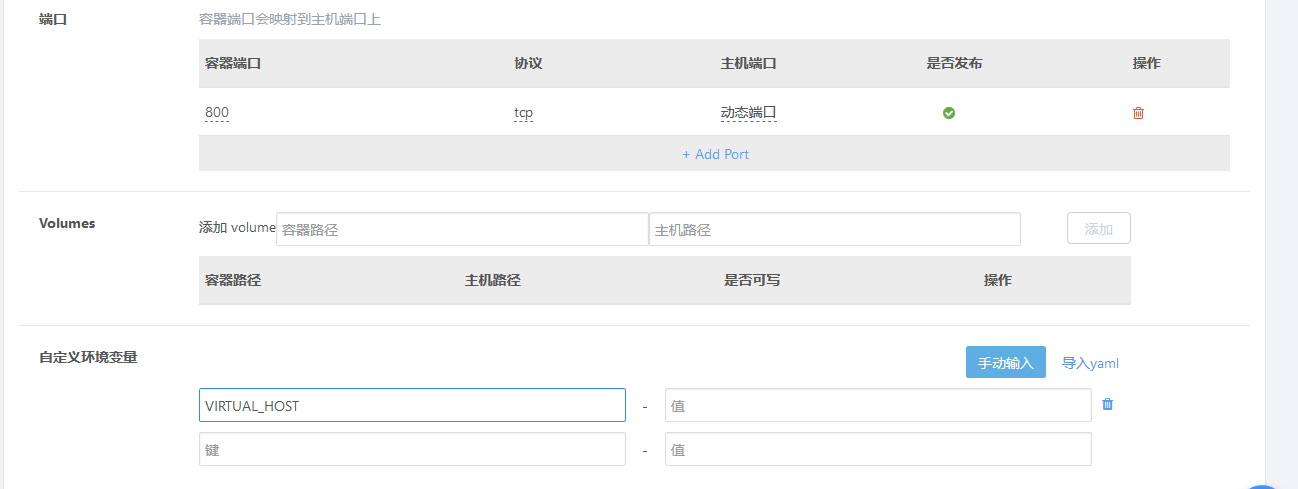 端口 容器端口会映射到主机端口上
容器端口 协议 主机端口 是否发布 操作
800 tcp 动态端口
+ Add Port
Volumes 添加 volume 容器路径 主机路径 添加
容器路径 主机路径 是否可写 操作
自定义环境变量 手动输入 导入yaml
VIRTUAL_HOST - 值
键 - 值